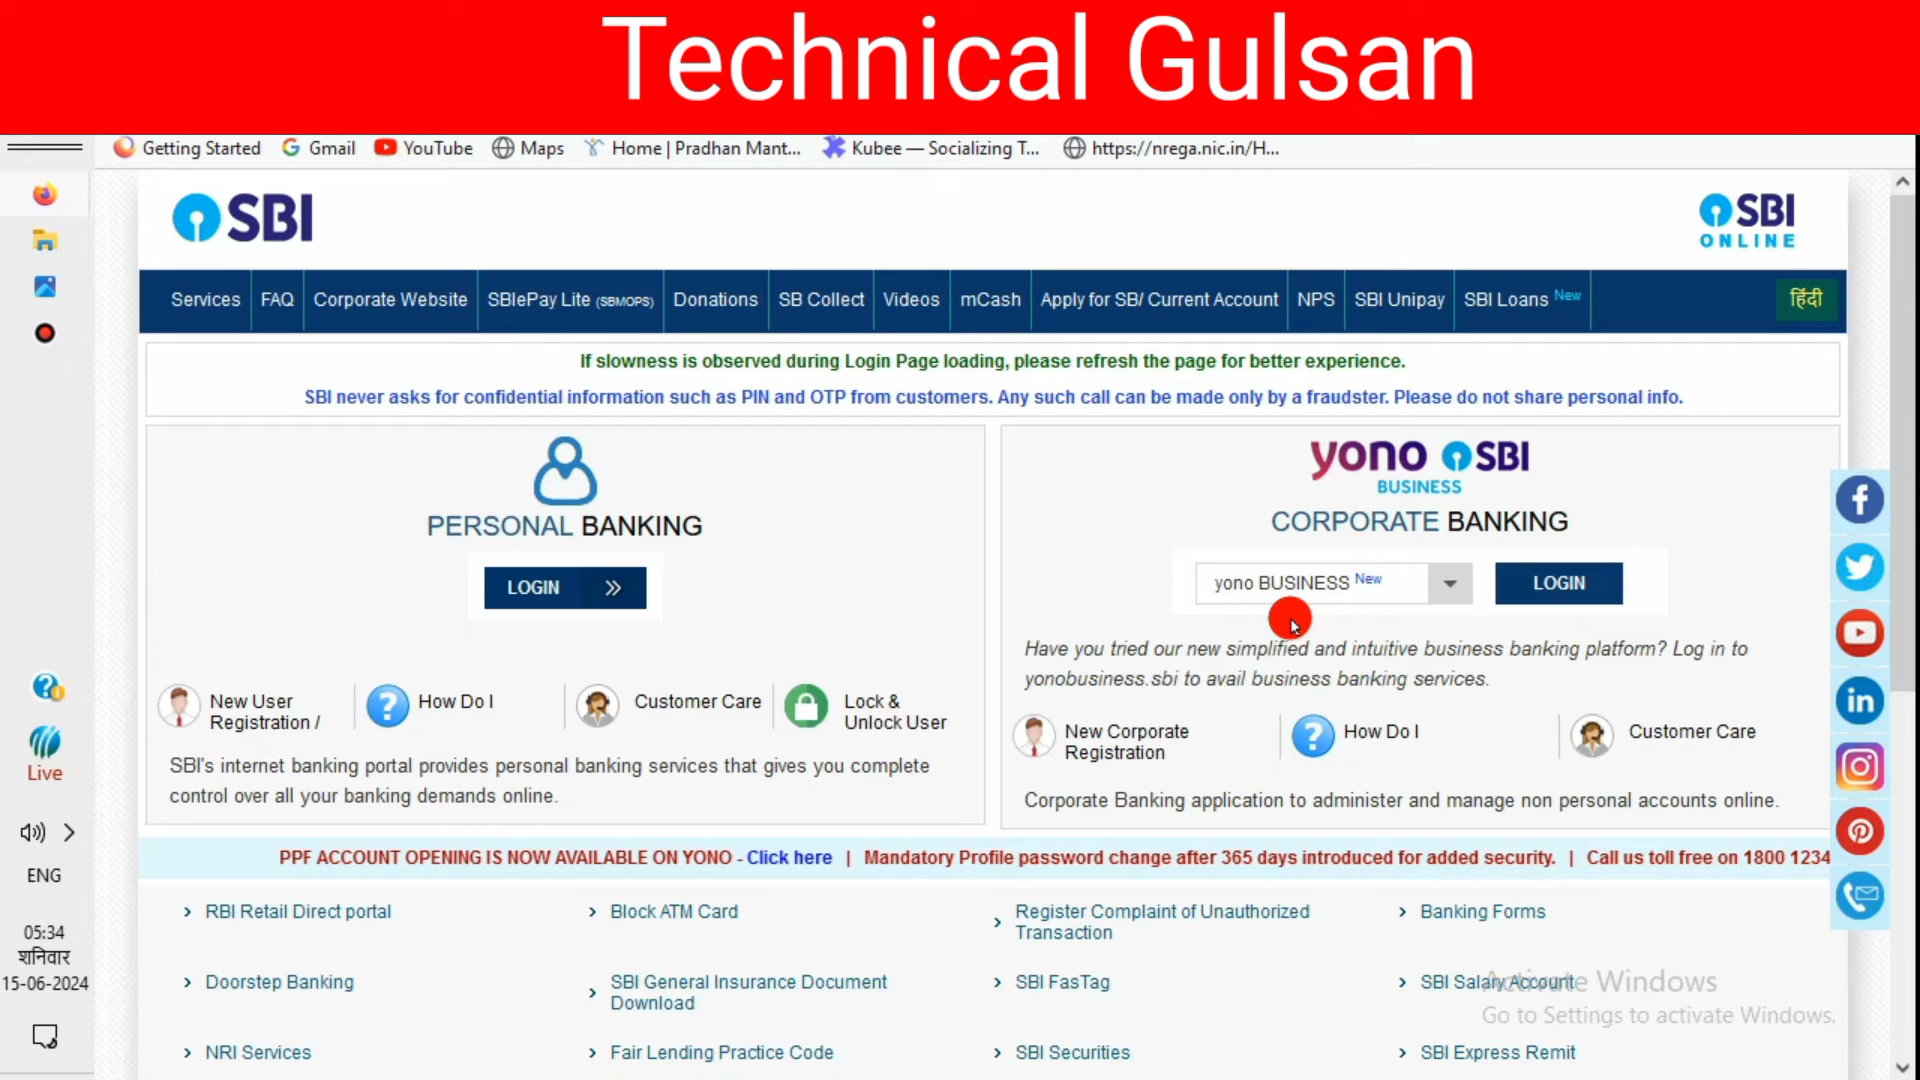 Technical Gulsan
Getting Started Gmail YouTube Maps Home | Pradhan Mant... Kubee — Socializing T... https://nrega.nic.in/H...
SBI
SBI
ONLINE
Services FAQ Corporate Website SBIePay Lite (SBMOPS) Donations SB Collect Videos mCash Apply for SB/ Current Account NPS SBI Unipay SBI Loans New हिंदी
If slowness is observed during Login Page loading, please refresh the page for better experience.
SBI never asks for confidential information such as PIN and OTP from customers. Any such call can be made only by a fraudster. Please do not share personal info.
PERSONAL BANKING
LOGIN
New User
Registration /
How Do I
Customer Care
Lock &
Unlock User
SBI's internet banking portal provides personal banking services that gives you complete
control over all your banking demands online.
yono SBI
BUSINESS
CORPORATE BANKING
yono BUSINESS New
LOGIN
Have you tried our new simplified and intuitive business banking platform? Log in to
yonobusiness.sbi to avail business banking services.
New Corporate
Registration
How Do I
Customer Care
Corporate Banking application to administer and manage non personal accounts online.
PPF ACCOUNT OPENING IS NOW AVAILABLE ON YONO - Click here | Mandatory Profile password change after 365 days introduced for added security. | Call us toll free on 1800 1234
RBI Retail Direct portal
Block ATM Card
Register Complaint of Unauthorized
Transaction
Banking Forms
Doorstep Banking
SBI General Insurance Document
Download
SBI FasTag
SBI Salary Account
NRI Services
Fair Lending Practice Code
SBI Securities
SBI Express Remit
Activate Windows
Go to Settings to activate Windows.
Live
ENG
05:34
शनिवार
15-06-2024